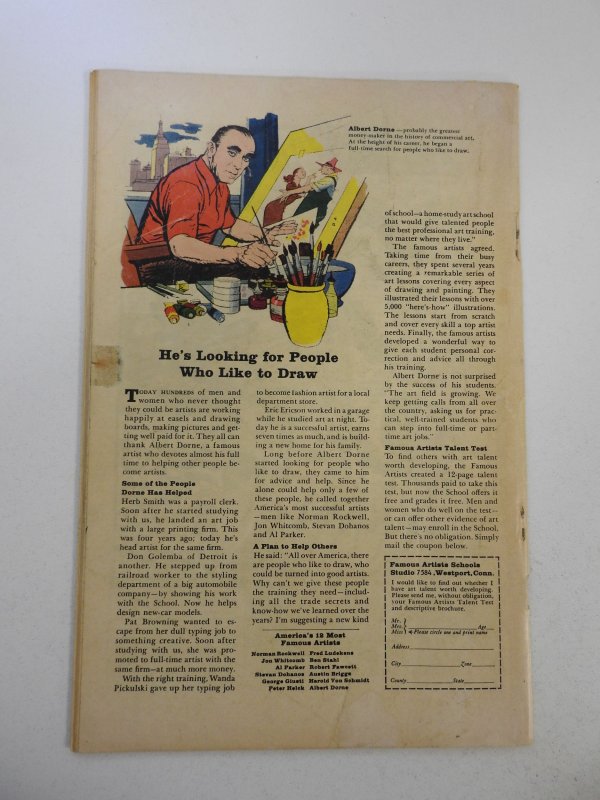 Albert Dorne—probably the greatest
money-maker in the history of commercial art.
At the height of his career, he began a
full-time search for people who like to draw.
He's Looking for People
Who Like to Draw
TODAY HUNDREDS of men and
women who never thought
they could be artists are working
happily at easels and drawing
boards, making pictures and get-
ting well paid for it. They all can
thank Albert Dorne, a famous
artist who devotes almost his full
time to helping other people be-
come artists.
Some of the People
Dorne Has Helped
Herb Smith was a payroll clerk.
Soon after he started studying
with us, he landed an art job
with a large printing firm. This
was four years ago; today he's
head artist for the same firm.
Don Golemba of Detroit is
another. He stepped up from
railroad worker to the styling
department of a big automobile
company—by showing his work
with the School. Now he helps
design new-car models.
Pat Browning wanted to es-
cape from her dull typing job to
something creative. Soon after
studying with us, she was pro-
moted to full-time artist with the
same firm—at much more money.
With the right training, Wanda
Pickulski gave up her typing job
to become fashion artist for a local
department store.
Eric Ericson worked in a garage
while he studied art at night. To-
day he is a successful artist, earns
seven times as much, and is build-
ing a new home for his family.
Long before Albert Dorne
started looking for people who
like to draw, they came to him
for advice and help. Since he
alone could help only a few of
these people, he called together
America's most successful artists
—men like Norman Rockwell,
Jon Whitcomb, Stevan Dohanos
and Al Parker.
A Plan to Help Others
He said: "All over America, there
are people who like to draw, who
could be turned into good artists.
Why can't we give these people
the training they need—includ-
ing all the trade secrets and
know-how we've learned over the
years? I'm suggesting a new kind
America's 12 Most
Famous Artists
Norman Rockwell Fred Ludekens
Jon Whitcomb Ben Stahl
Al Parker Robert Fawcett
Stevan Dohanos Austin Briggs
George Giusti Harold Von Schmidt
Peter Helck Albert Dorne
of school—a home-study art school
that would give talented people
the best professional art training,
no matter where they live."
The famous artists agreed.
Taking time from their busy
careers, they spent several years
creating a remarkable series of
art lessons covering every aspect
of drawing and painting. They
illustrated their lessons with over
5,000 "here's-how" illustrations.
The lessons start from scratch
and cover every skill a top artist
needs. Finally, the famous artists
developed a wonderful way to
give each student personal cor-
rection and advice all through
his training.
Albert Dorne is not surprised
by the success of his students.
"The art field is growing. We
keep getting calls from all over
the country, asking us for prac-
tical, well-trained students who
can step into full-time or part-
time art jobs."
Famous Artists Talent Test
To find others with art talent
worth developing, the Famous
Artists created a 12-page talent
test. Thousands paid to take this
test, but now the School offers it
free and grades it free. Men and
women who do well on the test—
or can offer other evidence of art
talent—may enroll in the School.
But there's no obligation. Simply
mail the coupon below.
Famous Artists Schools
Studio 7584, Westport, Conn.
I would like to find out whether I
have art talent worth developing.
Please send me, without obligation,
your Famous Artists Talent Test
and descriptive brochure.
Mr.
Mrs. Age
Miss Please circle one and print name
Address
City Zone
County State